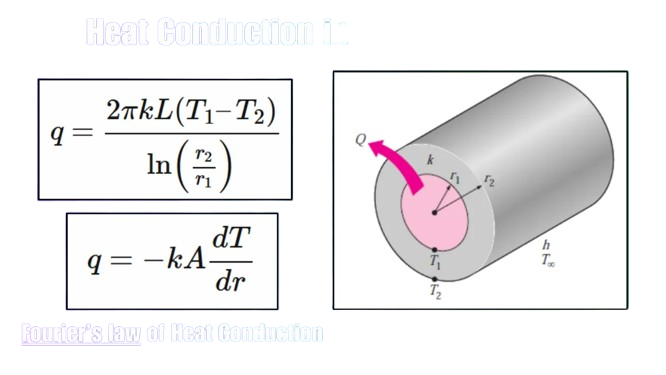 Heat Conduction in
q = 2πkL(T₁−T₂) / ln(r₂/r₁)
q = −kA dT/dr
Q
k
r₁
r₂
h
T∞
T₁
T₂
Fourier's law of Heat Conduction